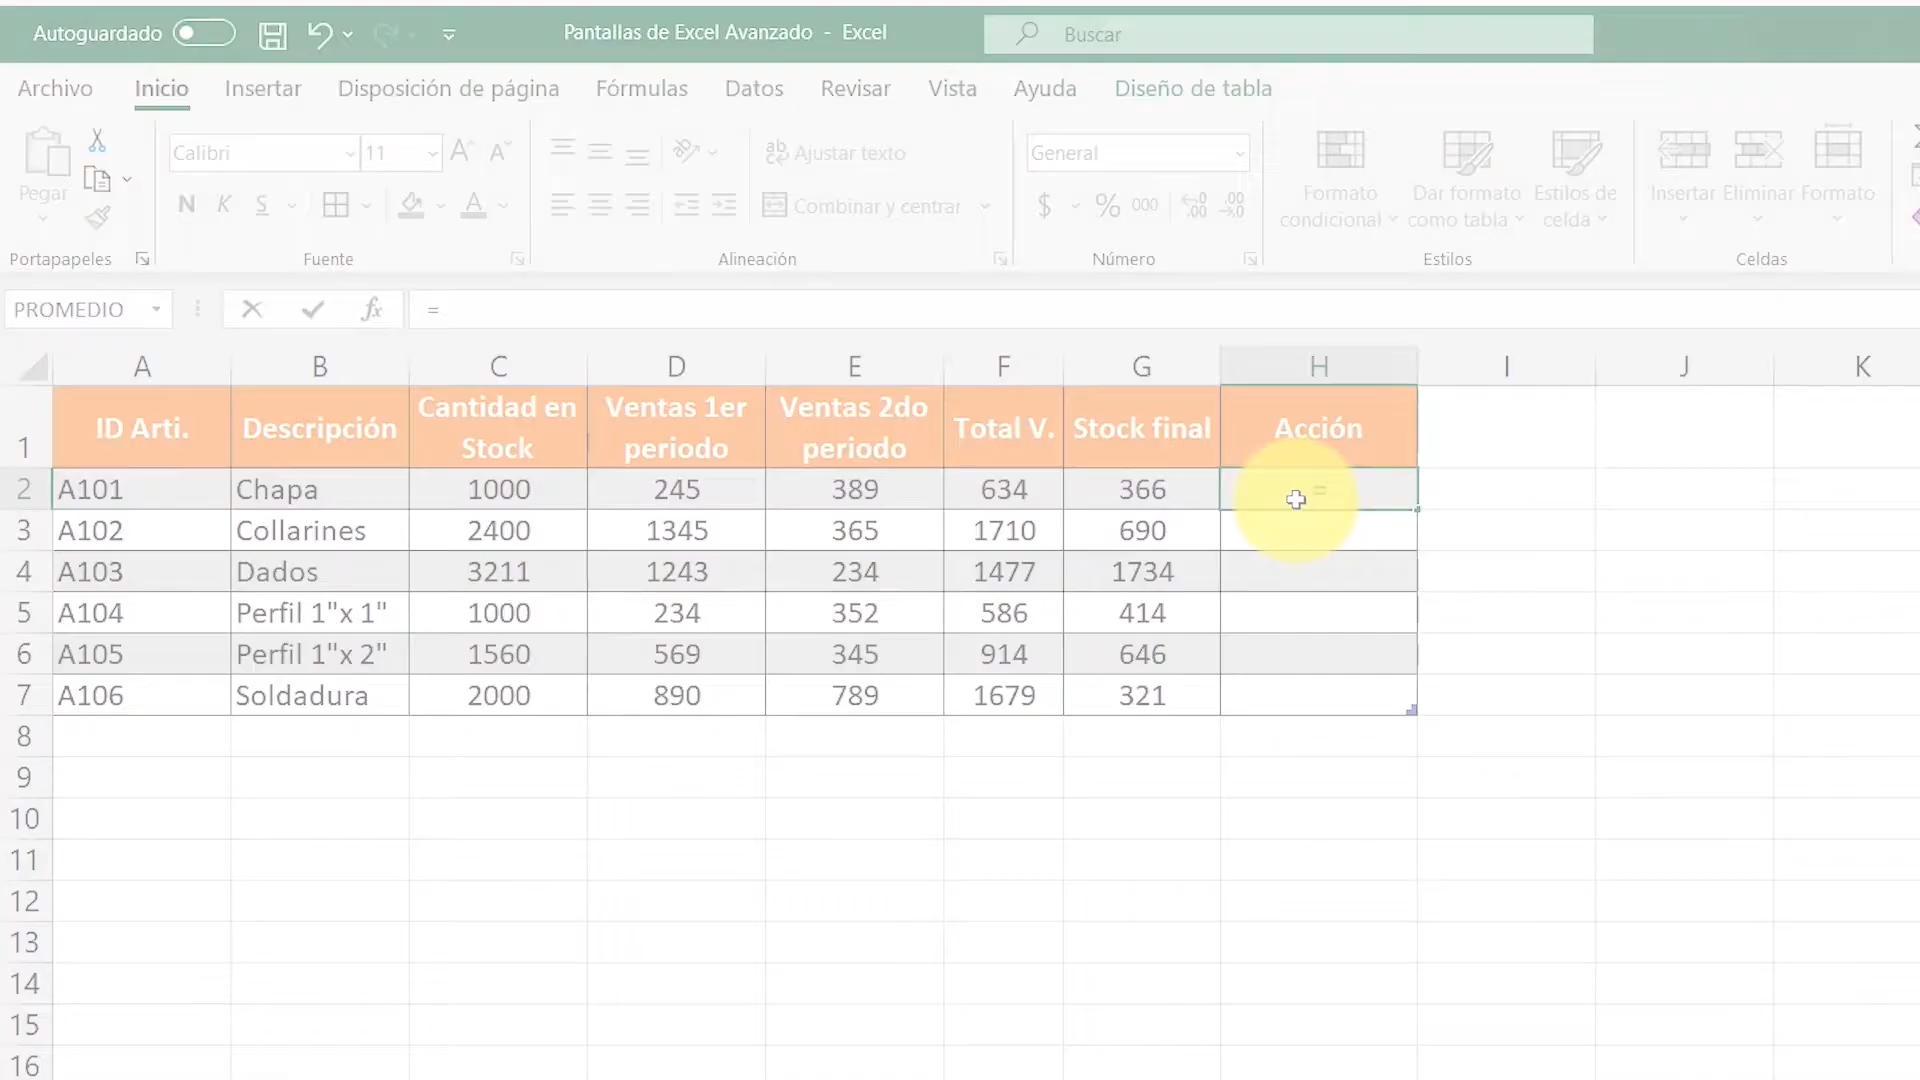 Autoguardado Pantallas de Excel Avanzado - Excel Buscar
Archivo Inicio Insertar Disposición de página Fórmulas Datos Revisar Vista Ayuda Diseño de tabla
Calibri 11 Ajustar texto General
Pegar N K S Combinar y centrar $ % 000
Formato condicional Dar formato como tabla Estilos de celda Insertar Eliminar Formato
Portapapeles Fuente Alineación Número Estilos Celdas
PROMEDIO fx =
A B C D E F G H I J K
1 ID Arti. Descripción Cantidad en Stock Ventas 1er periodo Ventas 2do periodo Total V. Stock final Acción
2 A101 Chapa 1000 245 389 634 366 =
3 A102 Collarines 2400 1345 365 1710 690
4 A103 Dados 3211 1243 234 1477 1734
5 A104 Perfil 1"x 1" 1000 234 352 586 414
6 A105 Perfil 1"x 2" 1560 569 345 914 646
7 A106 Soldadura 2000 890 789 1679 321
8
9
10
11
12
13
14
15
16